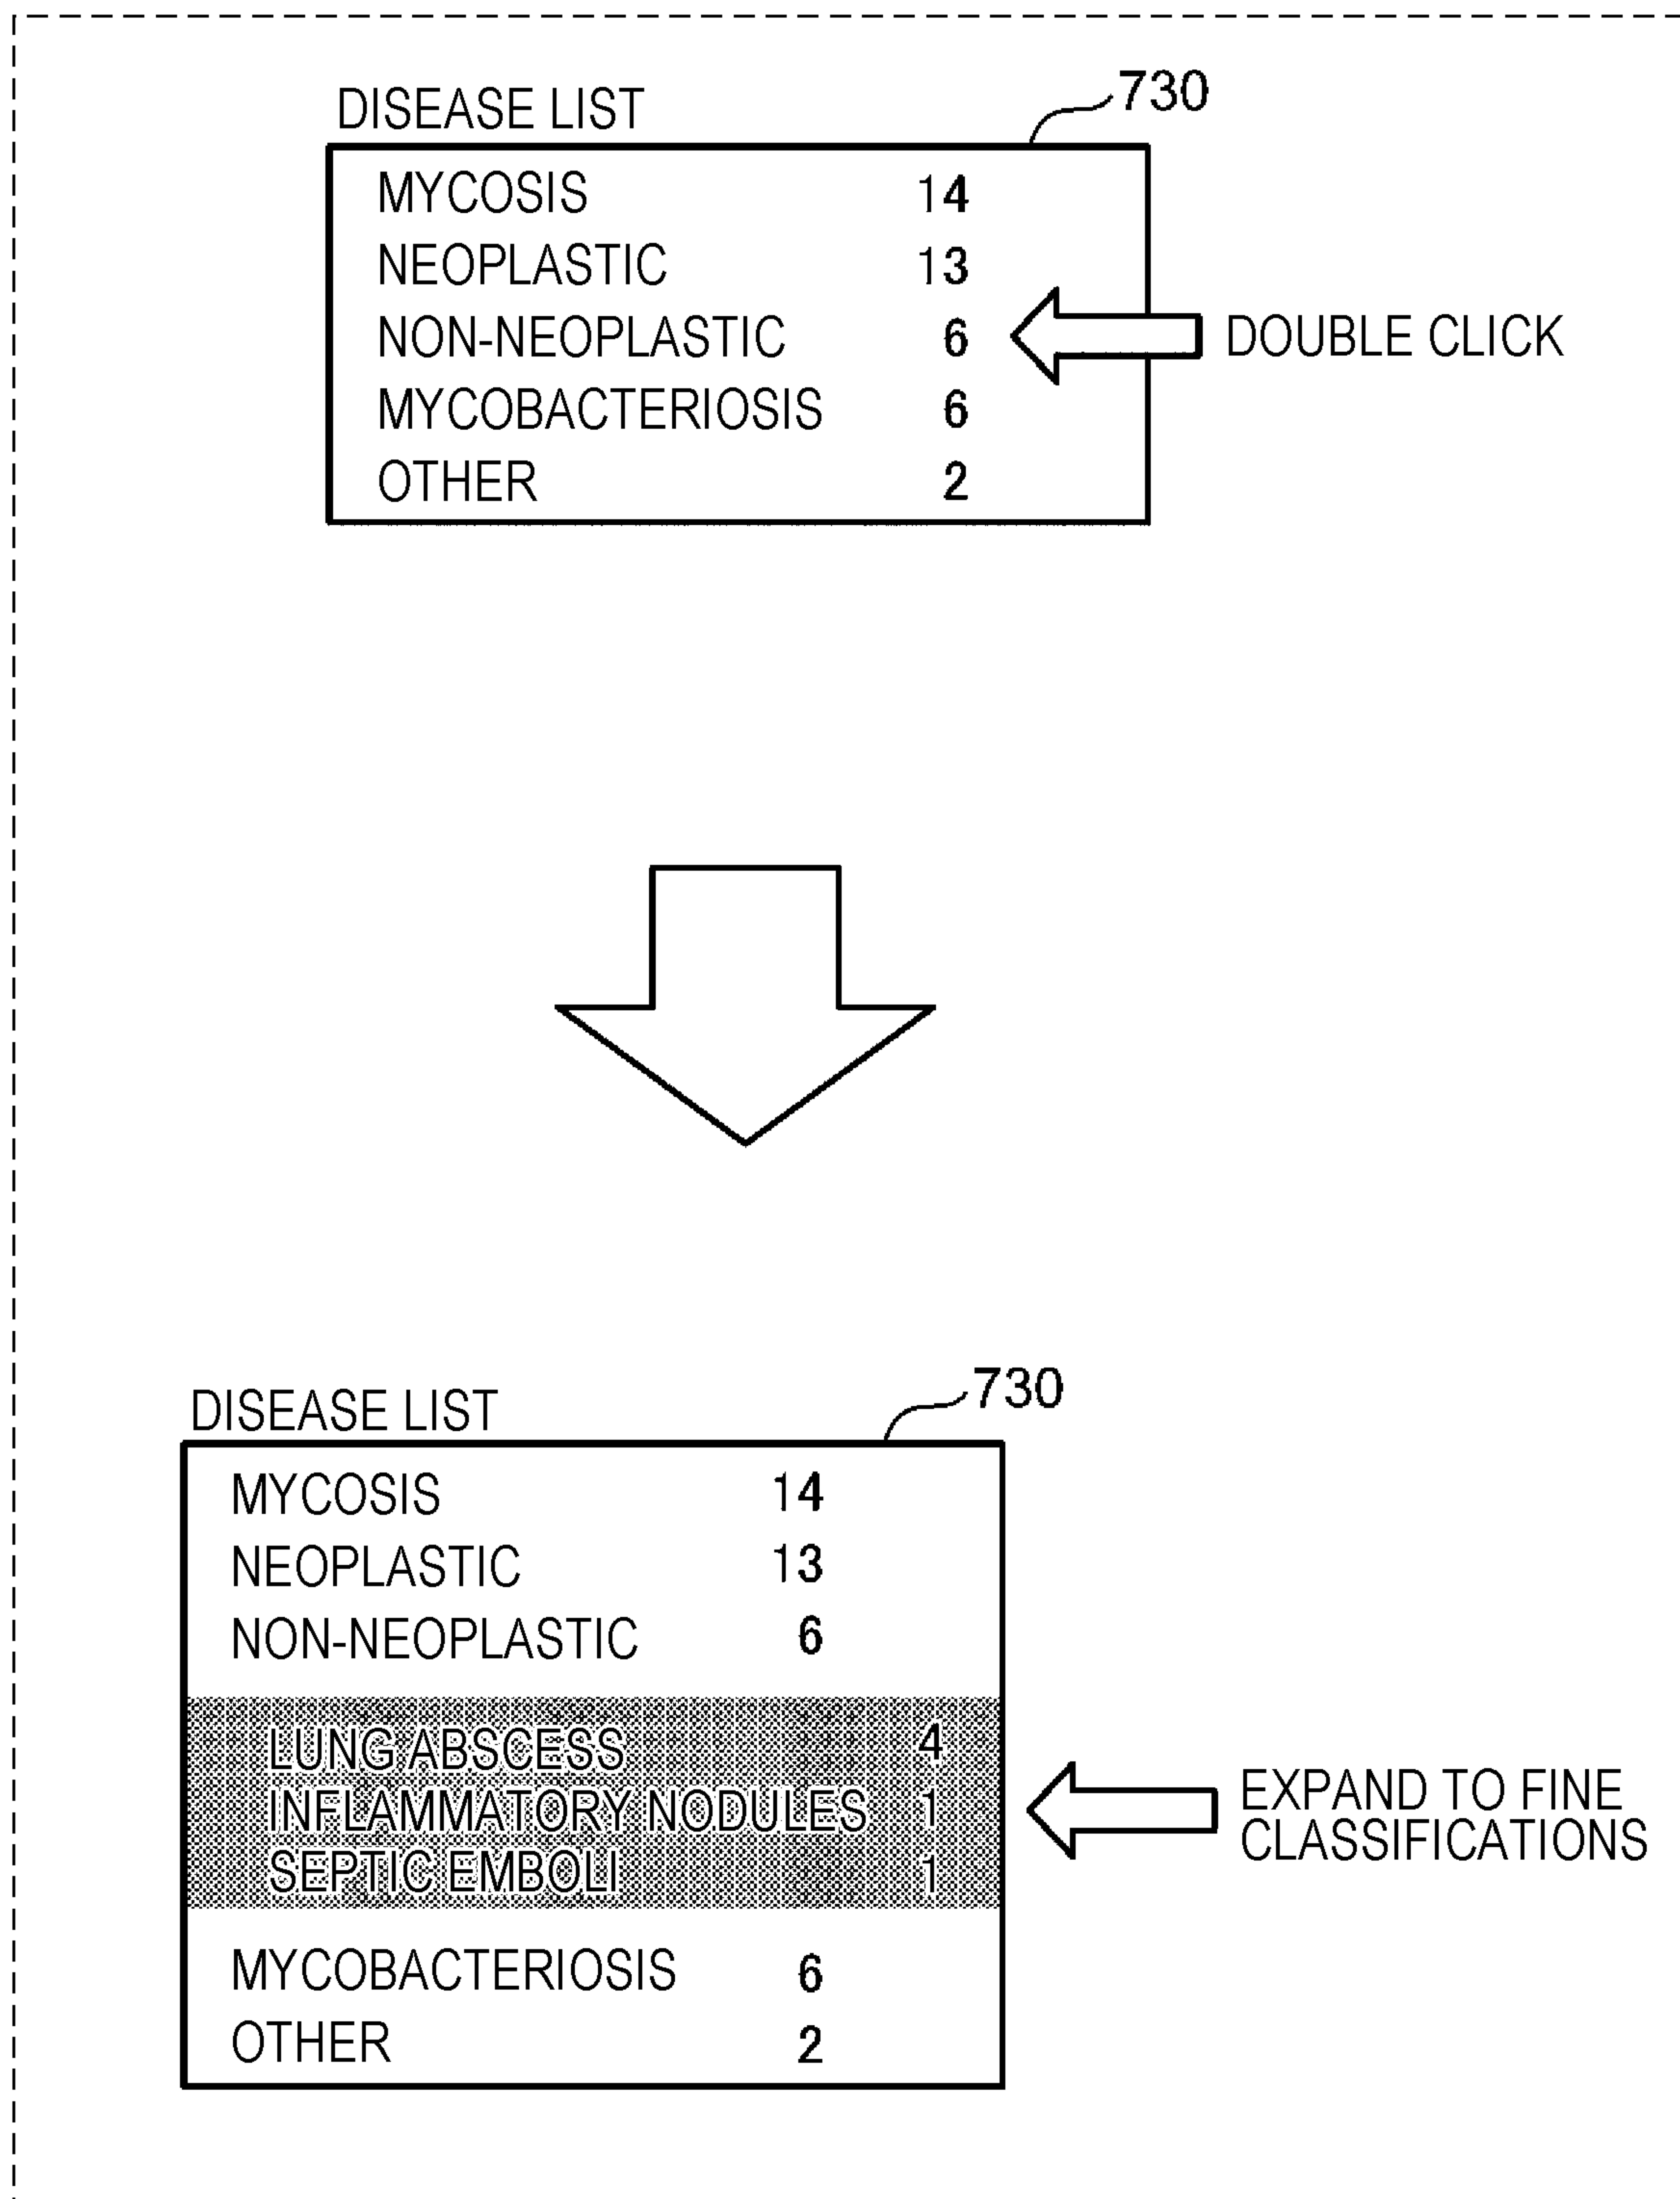 730
DISEASE LIST
MYCOSIS 14
NEOPLASTIC 13
NON-NEOPLASTIC 6 DOUBLE CLICK
MYCOBACTERIOSIS 6
OTHER 2
730
DISEASE LIST
MYCOSIS 14
NEOPLASTIC 13
NON-NEOPLASTIC 6
LUNG ABSCESS 4
INFLAMMATORY NODULES 1
SEPTIC EMBOLI 1
EXPAND TO FINE
CLASSIFICATIONS
MYCOBACTERIOSIS 6
OTHER 2